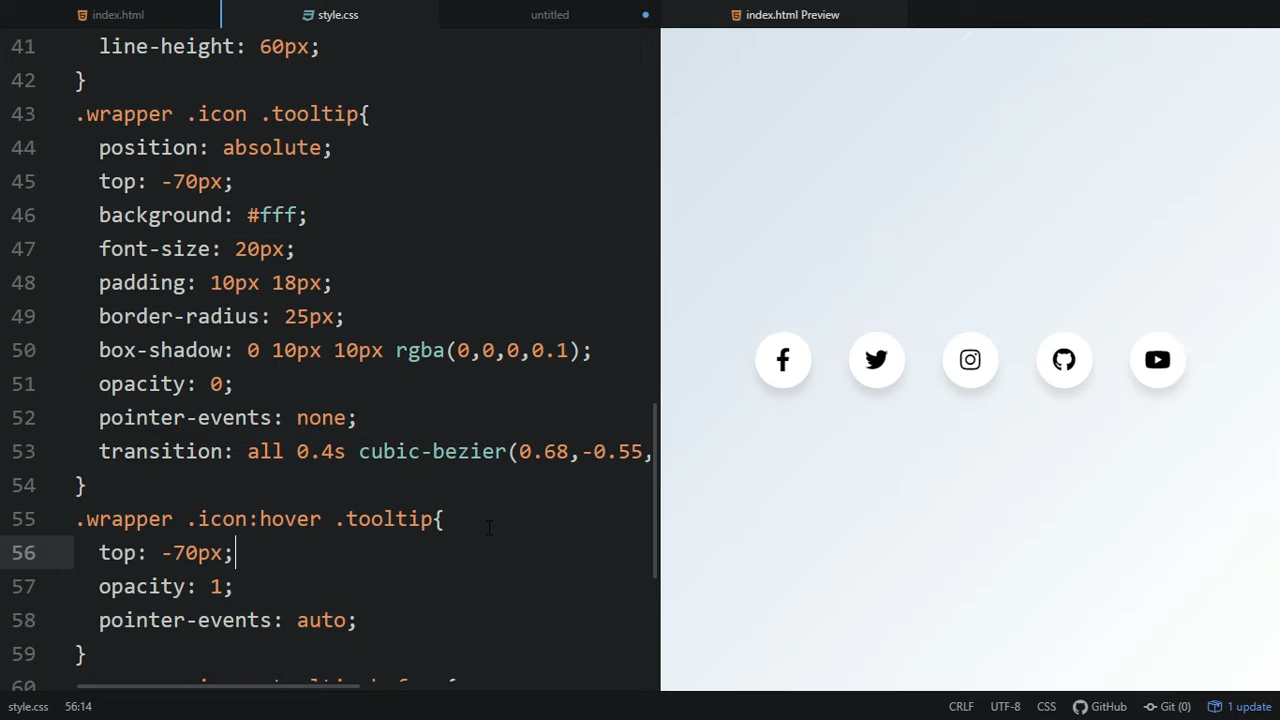 index.html
style.css
untitled
index.html Preview
41 line-height: 60px;
42 }
43 .wrapper .icon .tooltip{
44 position: absolute;
45 top: -70px;
46 background: #fff;
47 font-size: 20px;
48 padding: 10px 18px;
49 border-radius: 25px;
50 box-shadow: 0 10px 10px rgba(0,0,0,0.1);
51 opacity: 0;
52 pointer-events: none;
53 transition: all 0.4s cubic-bezier(0.68,-0.55,
54 }
55 .wrapper .icon:hover .tooltip{
56 top: -70px;
57 opacity: 1;
58 pointer-events: auto;
59 }
60
style.css 56:14 CRLF UTF-8 CSS GitHub Git (0) 1 update